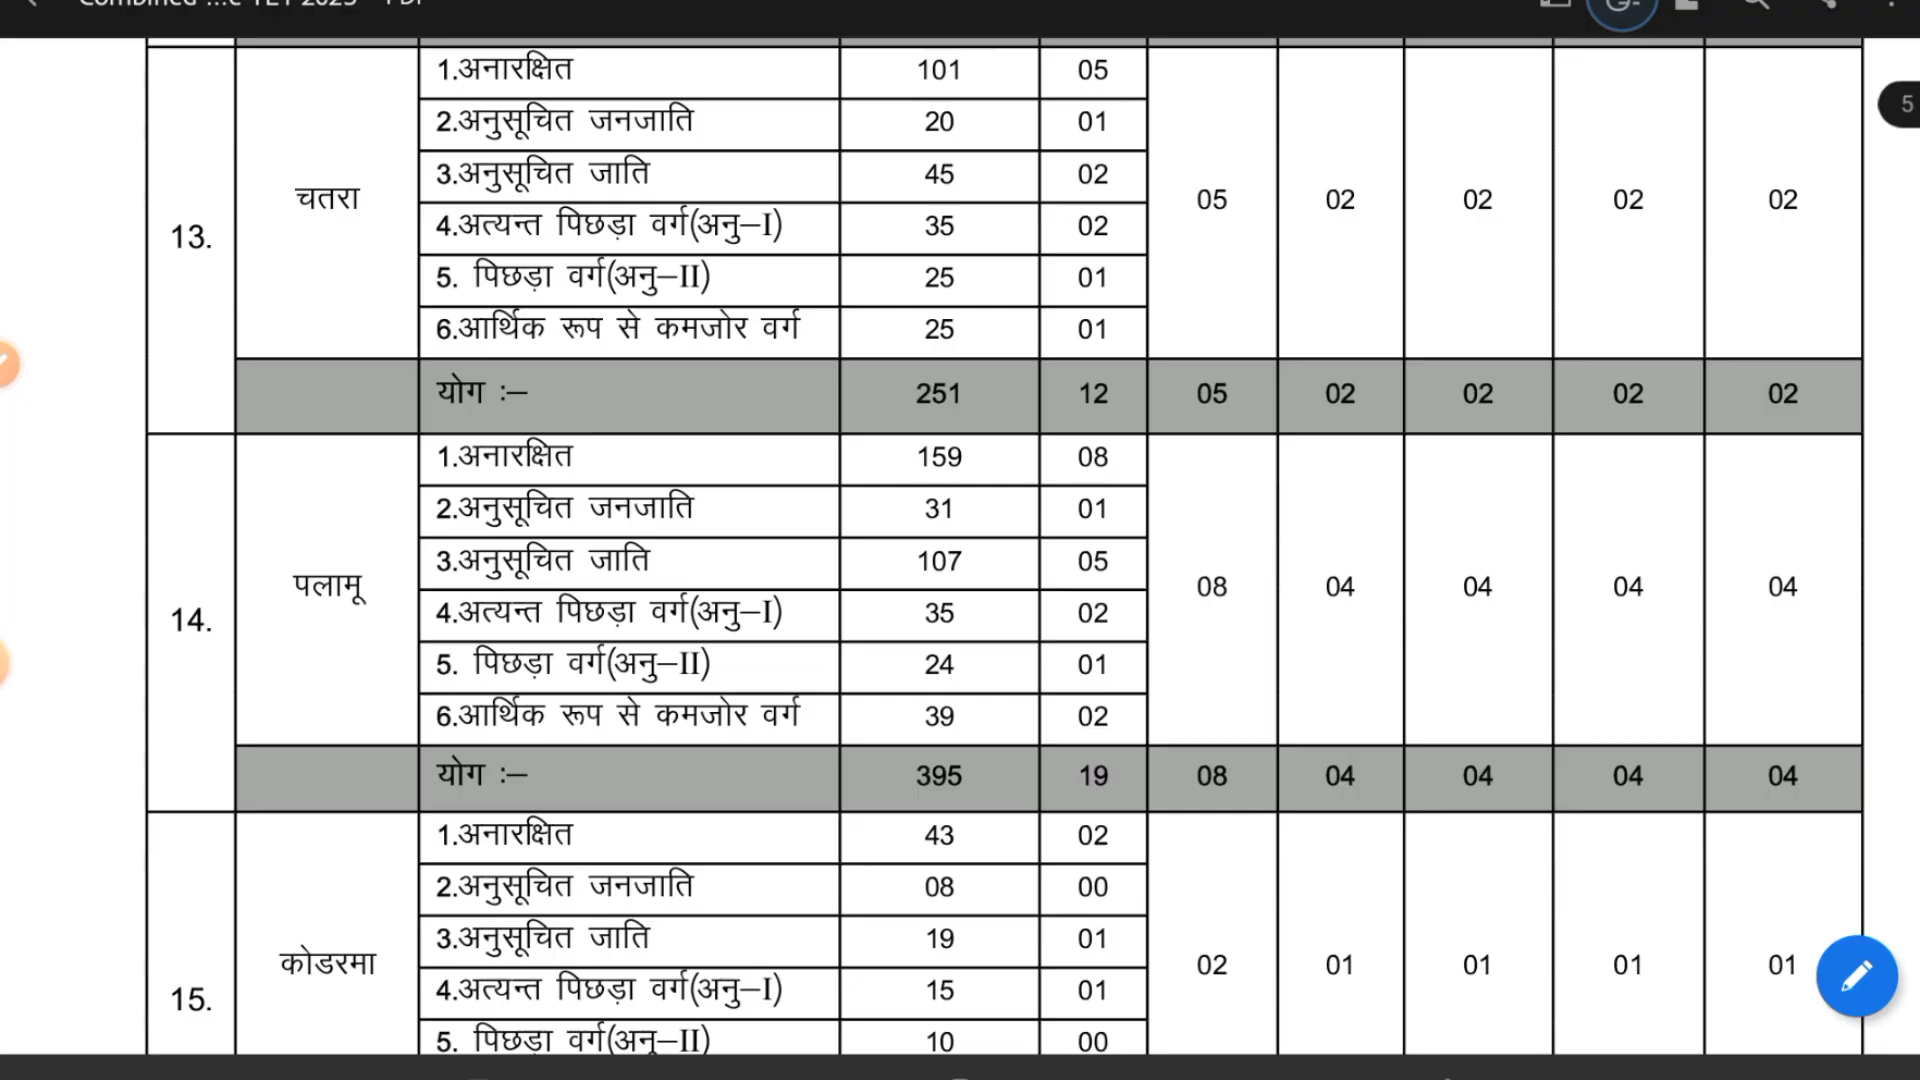 5
13.
चतरा
1.अनारक्षित 101 05
2.अनुसूचित जनजाति 20 01
3.अनुसूचित जाति 45 02
4.अत्यन्त पिछड़ा वर्ग(अनु–I) 35 02
5. पिछड़ा वर्ग(अनु–II) 25 01
6.आर्थिक रूप से कमजोर वर्ग 25 01
05 02 02 02 02
योग :– 251 12 05 02 02 02 02
14.
पलामू
1.अनारक्षित 159 08
2.अनुसूचित जनजाति 31 01
3.अनुसूचित जाति 107 05
4.अत्यन्त पिछड़ा वर्ग(अनु–I) 35 02
5. पिछड़ा वर्ग(अनु–II) 24 01
6.आर्थिक रूप से कमजोर वर्ग 39 02
08 04 04 04 04
योग :– 395 19 08 04 04 04 04
15.
कोडरमा
1.अनारक्षित 43 02
2.अनुसूचित जनजाति 08 00
3.अनुसूचित जाति 19 01
4.अत्यन्त पिछड़ा वर्ग(अनु–I) 15 01
5. पिछड़ा वर्ग(अनु–II) 10 00
02 01 01 01 01